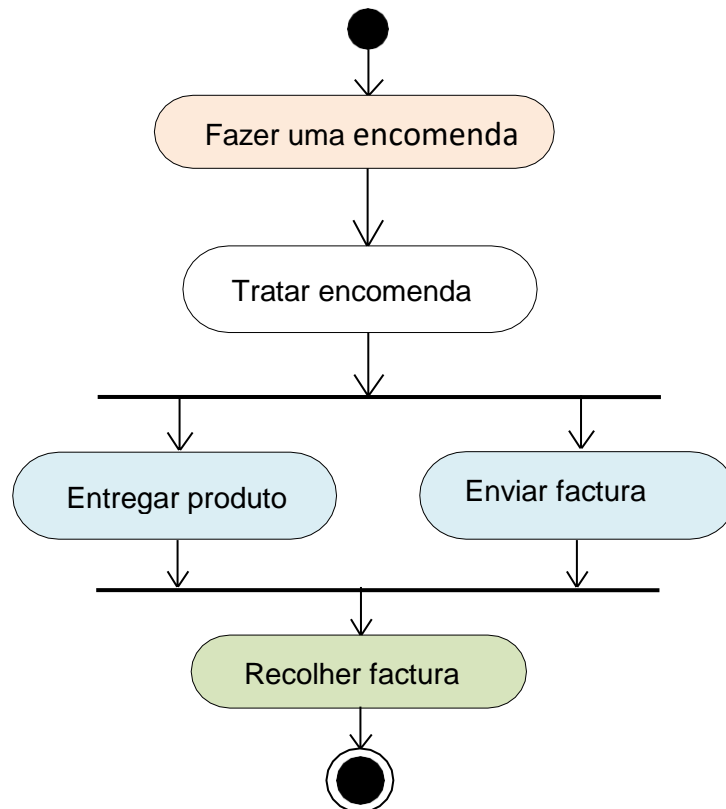 Fazer uma encomenda
Tratar encomenda
Entregar produto
Enviar factura
Recolher factura